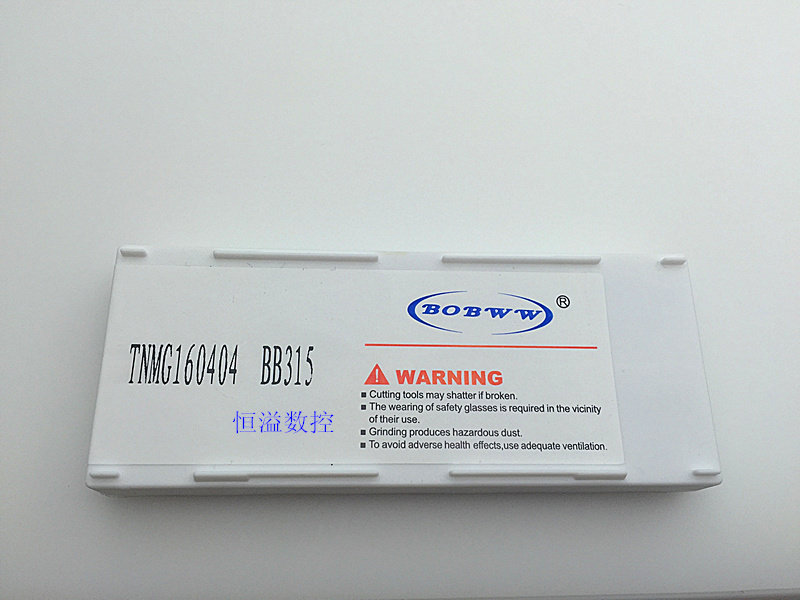 BOBWW®
TNMG160404 BB315
恒溢数控
WARNING
■ Cutting tools may shatter if broken.
■ The wearing of safety glasses is required in the vicinity
of their use.
■ Grinding produces hazardous dust.
■ To avoid adverse health effects,use adequate ventilation.